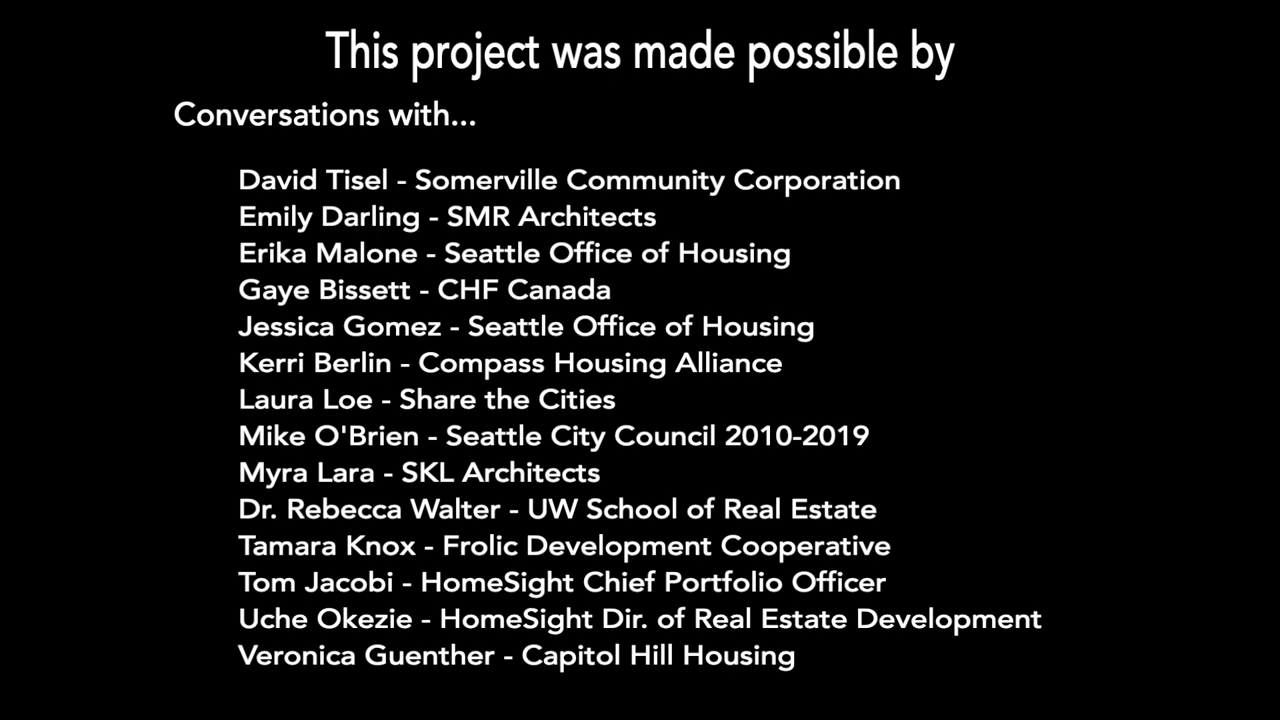 This project was made possible by
Conversations with...
David Tisel - Somerville Community Corporation
Emily Darling - SMR Architects
Erika Malone - Seattle Office of Housing
Gaye Bissett - CHF Canada
Jessica Gomez - Seattle Office of Housing
Kerri Berlin - Compass Housing Alliance
Laura Loe - Share the Cities
Mike O'Brien - Seattle City Council 2010-2019
Myra Lara - SKL Architects
Dr. Rebecca Walter - UW School of Real Estate
Tamara Knox - Frolic Development Cooperative
Tom Jacobi - HomeSight Chief Portfolio Officer
Uche Okezie - HomeSight Dir. of Real Estate Development
Veronica Guenther - Capitol Hill Housing